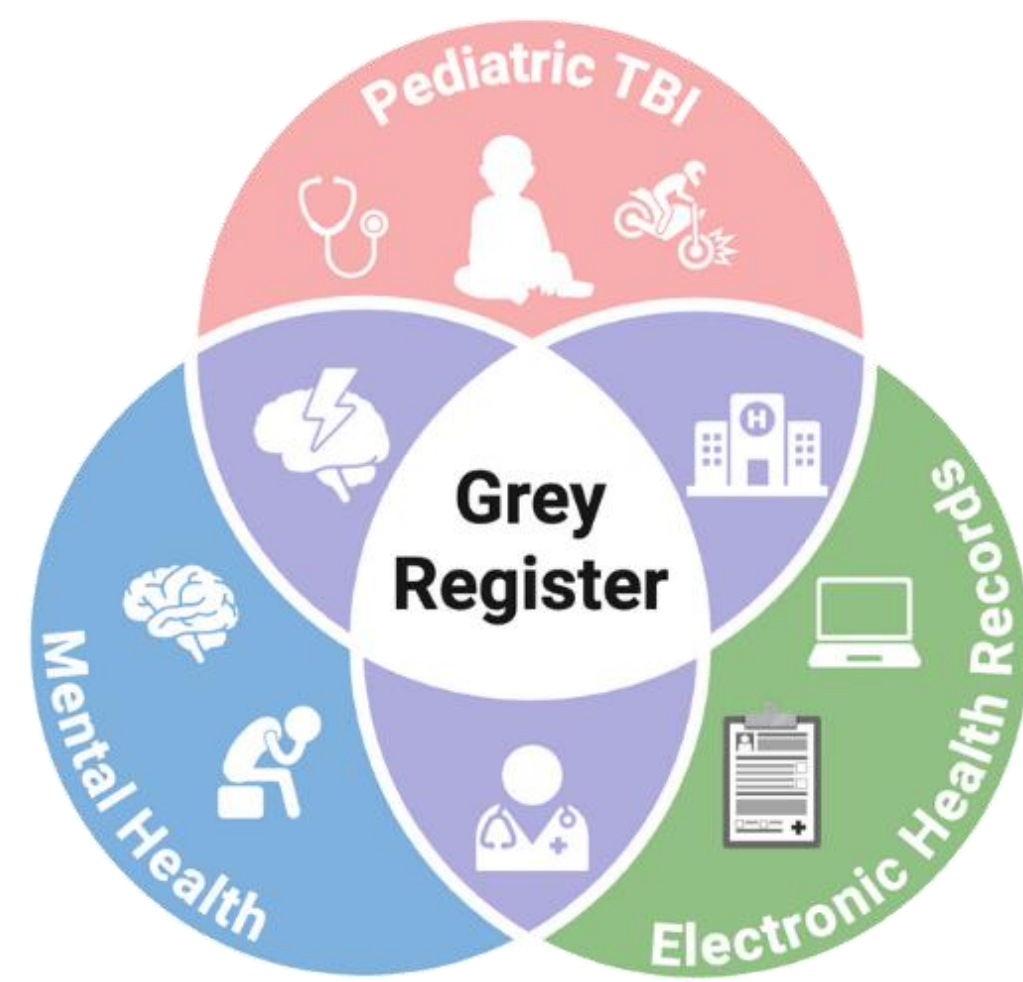 Pediatric TBI
H
Grey
Register
Mental Health
Electronic Health Records